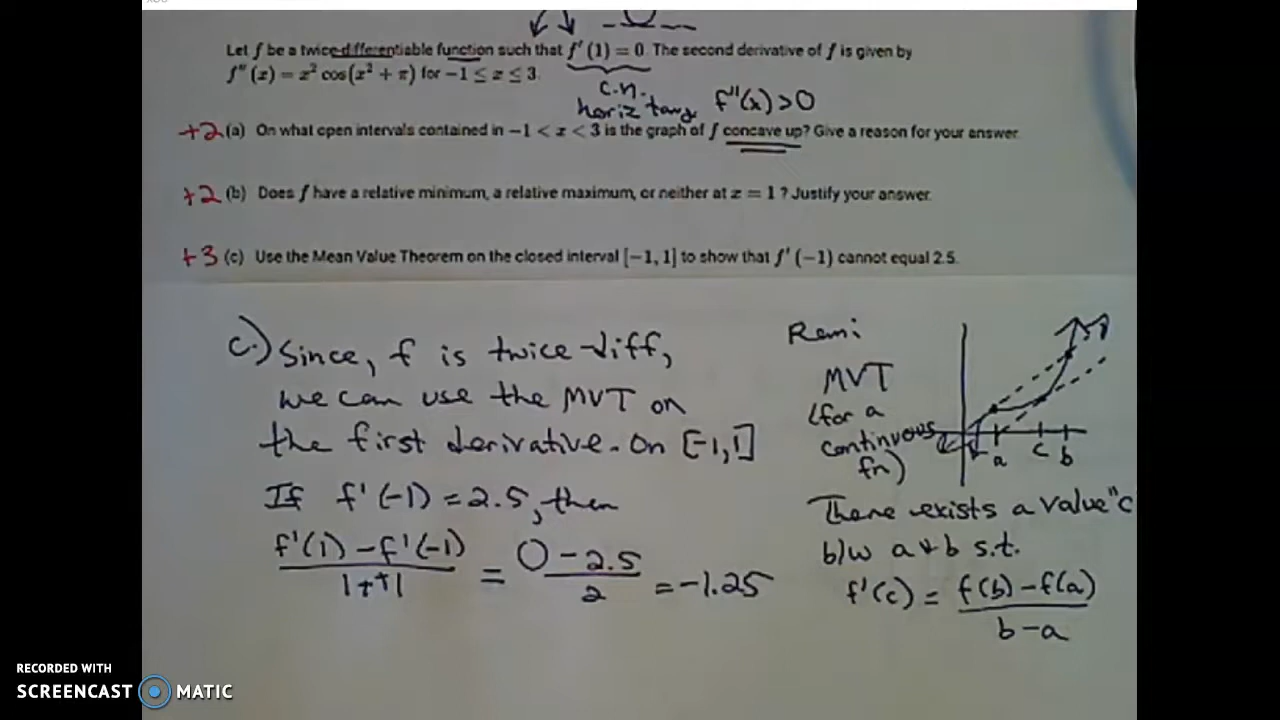 Let f be a twice-differentiable function such that f′(1) = 0. The second derivative of f is given by
f″(x) = x² cos(x² + π) for −1 ≤ x ≤ 3.
c.n.
horiz tang
f"(x)>0
+2 (a) On what open intervals contained in −1 < x < 3 is the graph of f concave up? Give a reason for your answer.
+2 (b) Does f have a relative minimum, a relative maximum, or neither at x = 1? Justify your answer.
+3 (c) Use the Mean Value Theorem on the closed interval [−1, 1] to show that f′(−1) cannot equal 2.5.
c.) Since, f is twice-diff,
we can use the MVT on
the first derivative. On [-1,1]
If f'(-1) = 2.5, then
f'(1) - f'(-1) / 1 + 1 = 0 - 2.5 / 2 = -1.25
Rem:
MVT
(for a
continuous
fn)
a c b
There exists a value "c
b/w a & b s.t.
f'(c) = f(b) - f(a) / b - a
RECORDED WITH
SCREENCAST MATIC